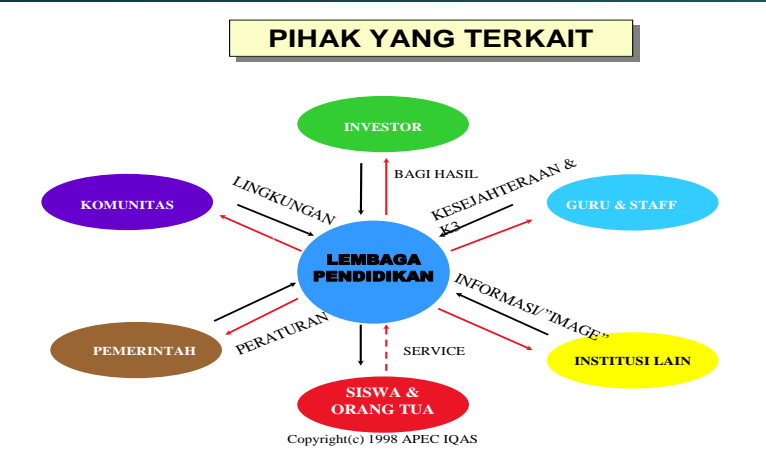 PIHAK YANG TERKAIT
INVESTOR
BAGI HASIL
KESEJAHTERAAN &
K3
LINGKUNGAN
KOMUNITAS
GURU & STAFF
LEMBAGA
PENDIDIKAN
INFORMASI/"IMAGE"
PERATURAN
PEMERINTAH
SERVICE
INSTITUSI LAIN
SISWA &
ORANG TUA
Copyright(c) 1998 APEC IQAS